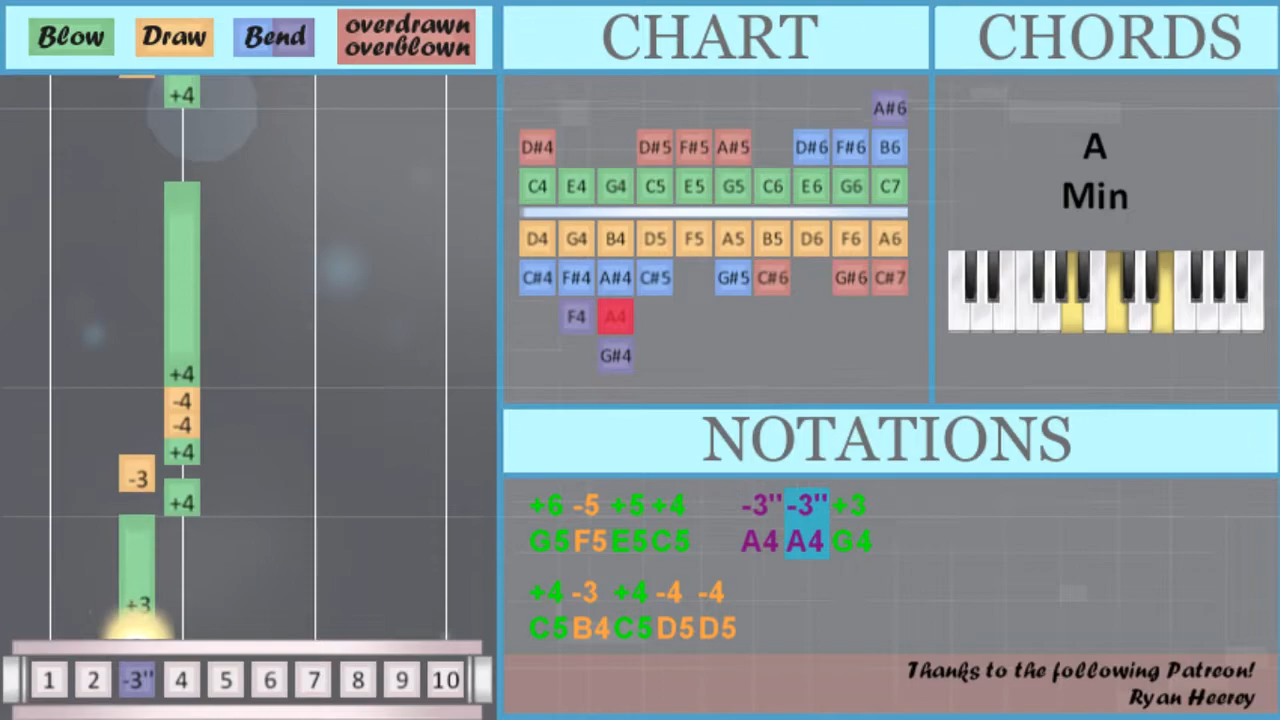 Blow Draw Bend overdrawn
overblown
CHART
CHORDS
+4
+4
-4
-4
+4
-3
+4
+3
1 2 -3" 4 5 6 7 8 9 10
A#6
D#4 D#5 F#5 A#5 D#6 F#6 B6
C4 E4 G4 C5 E5 G5 C6 E6 G6 C7
D4 G4 B4 D5 F5 A5 B5 D6 F6 A6
C#4 F#4 A#4 C#5 G#5 C#6 G#6 C#7
F4 A4
G#4
A
Min
NOTATIONS
+6 -5 +5 +4 -3" -3" +3
G5 F5 E5 C5 A4 A4 G4
+4 -3 +4 -4 -4
C5 B4 C5 D5 D5
Thanks to the following Patreon!
Ryan Heerey